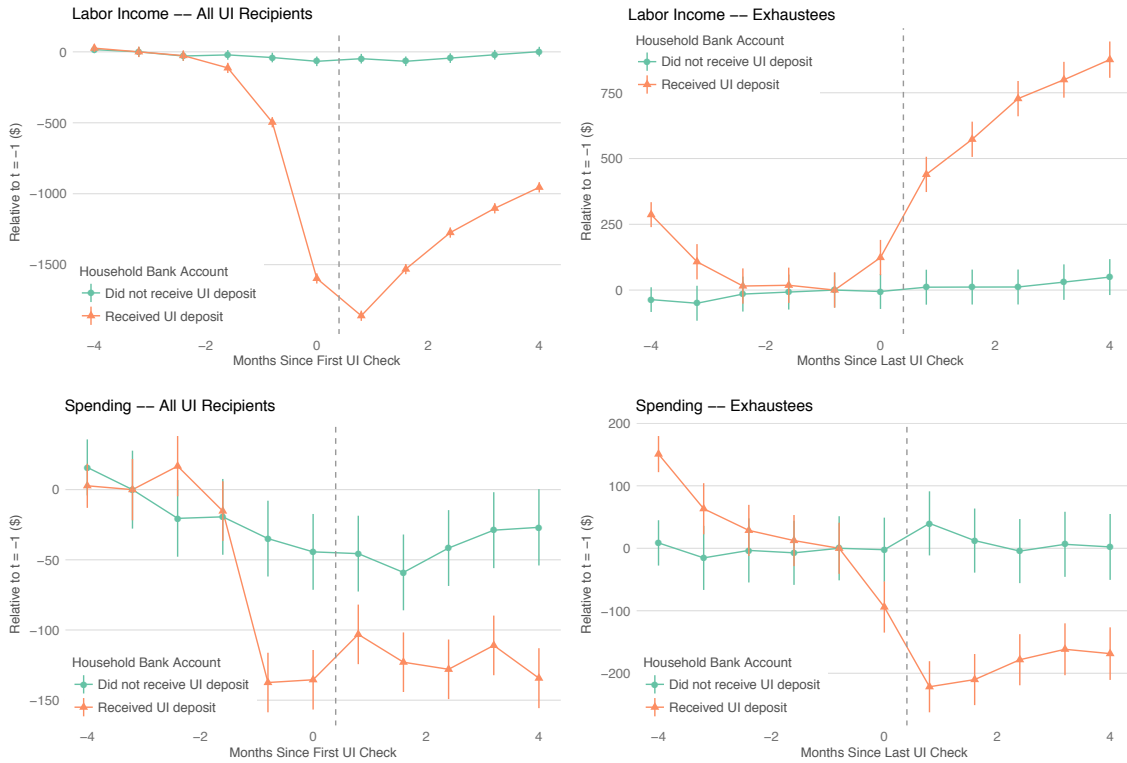 Labor Income −− All UI Recipients
0
−500
−1000
−1500
Relative to t = −1 ($)
Household Bank Account
Did not receive UI deposit
Received UI deposit
−4
−2
0
2
4
Months Since First UI Check
Labor Income −− Exhaustees
Household Bank Account
Did not receive UI deposit
Received UI deposit
750
500
250
0
Relative to t = −1 ($)
−4
−2
0
2
4
Months Since Last UI Check
Spending −− All UI Recipients
0
−50
−100
−150
Relative to t = −1 ($)
Household Bank Account
Did not receive UI deposit
Received UI deposit
−4
−2
0
2
4
Months Since First UI Check
Spending −− Exhaustees
200
100
0
−100
−200
Relative to t = −1 ($)
Household Bank Account
Did not receive UI deposit
Received UI deposit
−4
−2
0
2
4
Months Since Last UI Check